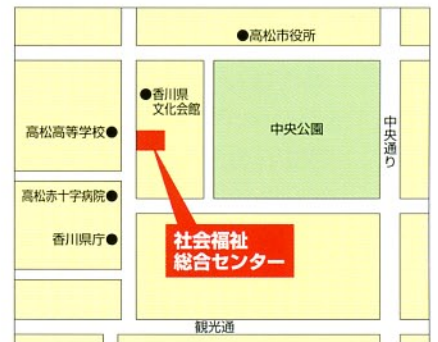 ●高松市役所
●香川県
文化会館
高松高等学校●
中央公園
中央通り
高松赤十字病院●
香川県庁●
社会福祉
総合センター
観光通